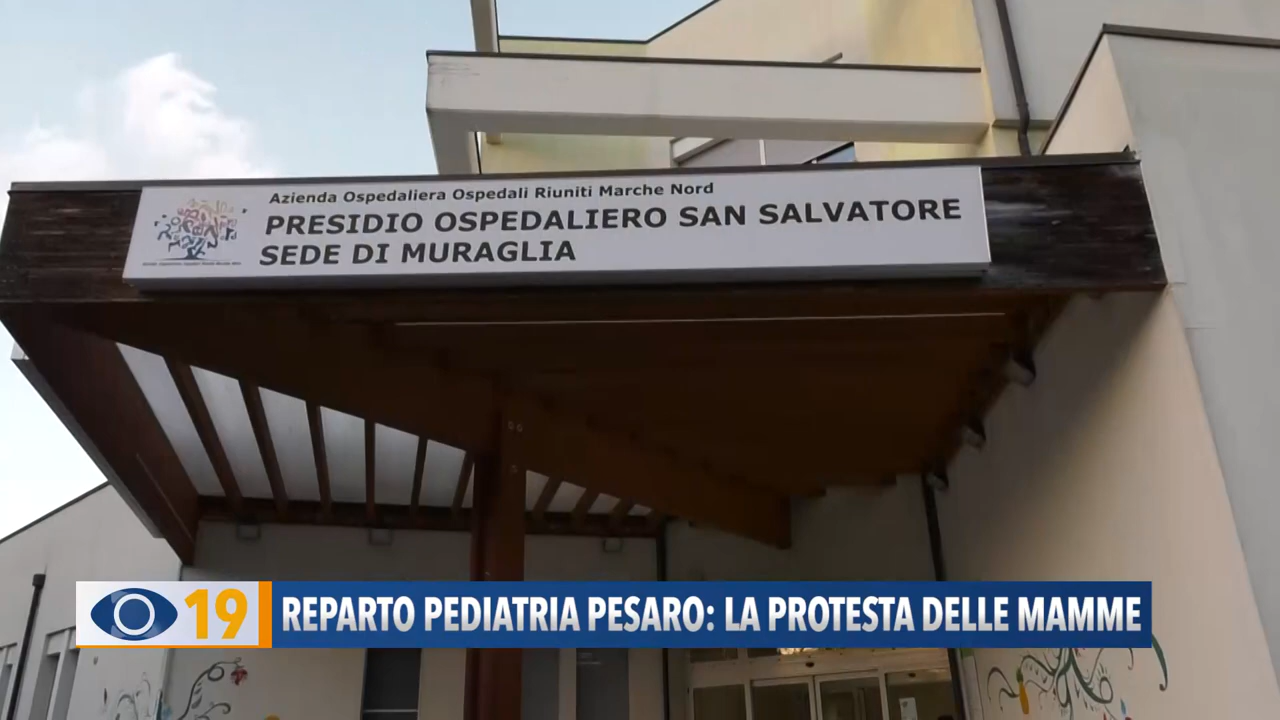 Azienda Ospedaliera Ospedali Riuniti Marche Nord
PRESIDIO OSPEDALIERO SAN SALVATORE
SEDE DI MURAGLIA
19 REPARTO PEDIATRIA PESARO: LA PROTESTA DELLE MAMME